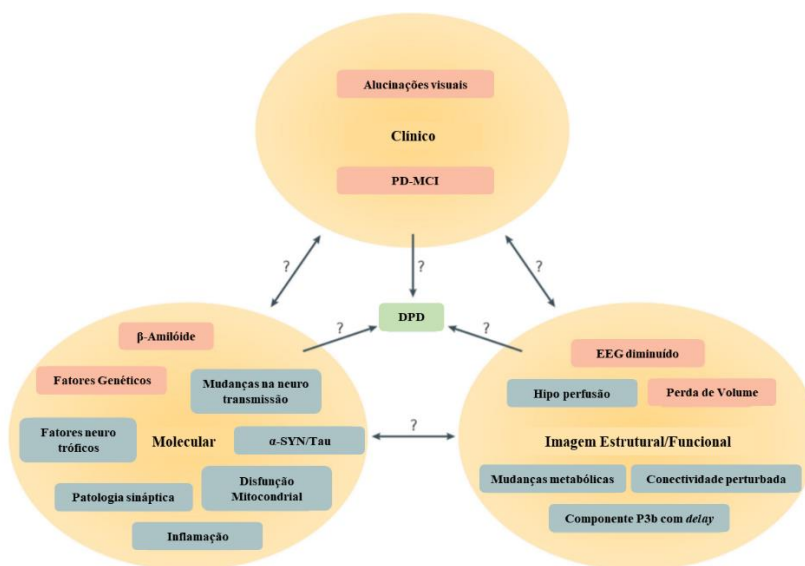 Alucinações visuais
Clínico
PD-MCI
?
?
?
DPD
?
?
β-Amilóide
Fatores Genéticos
Mudanças na neuro
transmissão
Fatores neuro
tróficos
Molecular
α-SYN/Tau
Patologia sináptica
Disfunção
Mitocondrial
Inflamação
?
EEG diminuído
Hipo perfusão
Perda de Volume
Imagem Estrutural/Funcional
Mudanças metabólicas
Conectividade perturbada
Componente P3b com delay